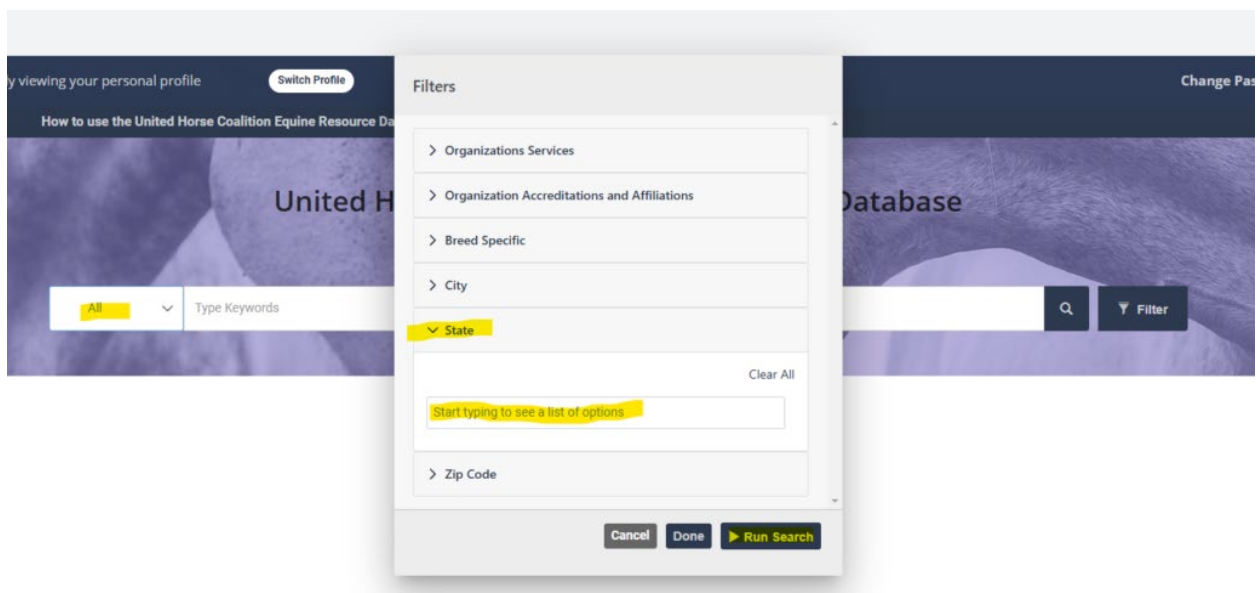 y viewing your personal profile
Switch Profile
Change Pas
How to use the United Horse Coalition Equine Resource Da
United H
Database
All
Type Keywords
Filter
Filters
Organizations Services
Organization Accreditations and Affiliations
Breed Specific
City
State
Clear All
Start typing to see a list of options
Zip Code
Cancel
Done
Run Search